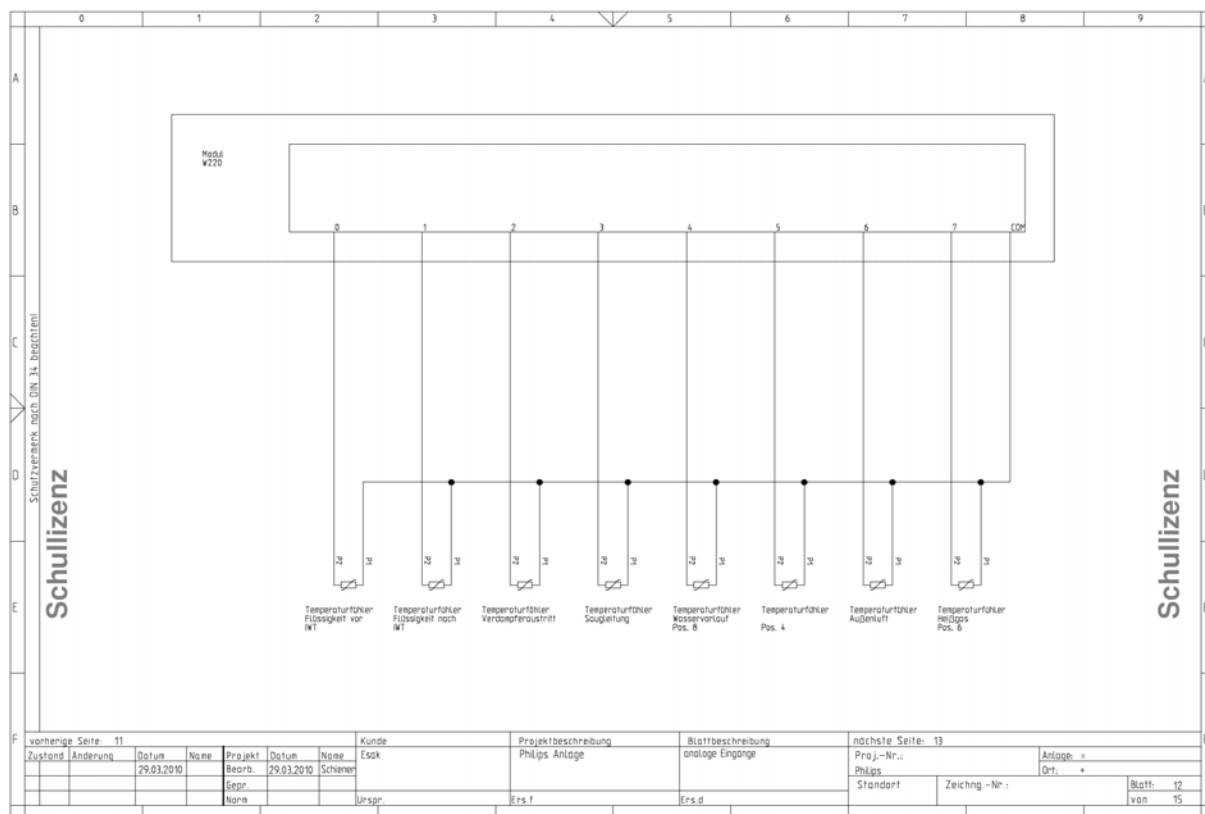 0 1 2 3 4 5 6 7 8 9
A
B
C
D
E
F
Modul
W220
0 1 2 3 4 5 6 7 COM
Schutzvermerk nach DIN 34 beachten!
Schullizenz
Schullizenz
P2 P1 P2 P1 P2 P1 P2 P1 P2 P1 P2 P1 P2 P1 P2 P1
Temperaturfühler
Flüssigkeit vor
IWT
Temperaturfühler
Flüssigkeit nach
IWT
Temperaturfühler
Verdampferaustritt
Temperaturfühler
Saugleitung
Temperaturfühler
Wasservorlauf
Pos. 8
Temperaturfühler
Pos. 4
Temperaturfühler
Außenluft
Temperaturfühler
Heißgas
Pos. 6
vorherige Seite: 11 Kunde Projektbeschreibung Blattbeschreibung nächste Seite: 13
Zustand Änderung Datum Name Projekt Datum Name Esak Philips Anlage analoge Eingänge Proj.-Nr.: Anlage: =
29.03.2010 Bearb. 29.03.2010 Schiener Philips Ort: +
Gepr. Standort Zeichng.-Nr.: Blatt: 12
Norm Urspr. Ers.f Ers.d von 15